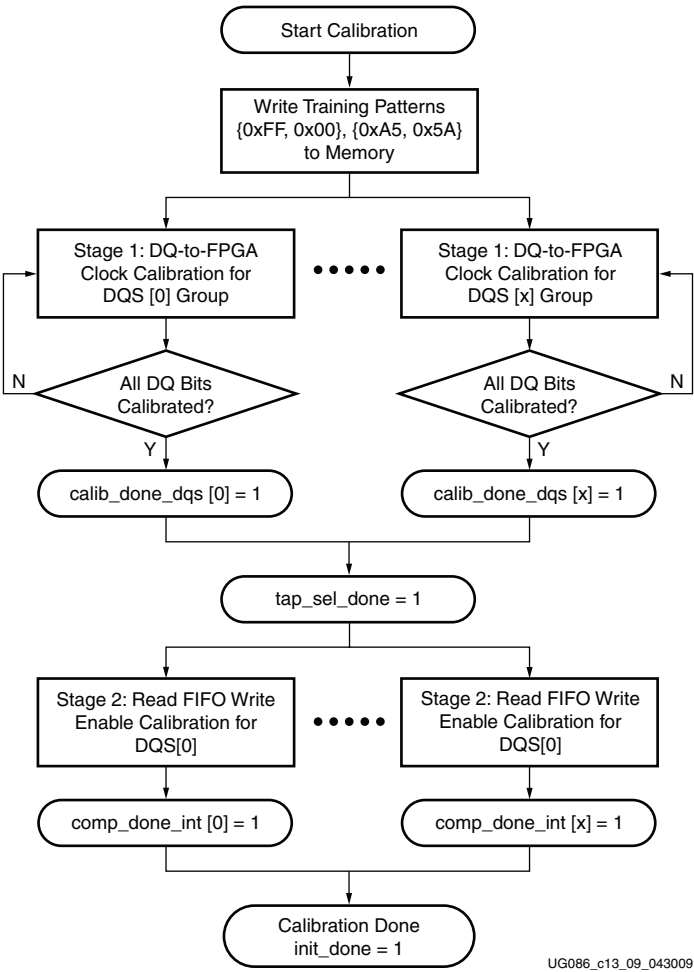 Start Calibration
Write Training Patterns
{0xFF, 0x00}, {0xA5, 0x5A}
to Memory
Stage 1: DQ-to-FPGA
Clock Calibration for
DQS [0] Group
Stage 1: DQ-to-FPGA
Clock Calibration for
DQS [x] Group
N
All DQ Bits
Calibrated?
Y
All DQ Bits
Calibrated?
N
Y
calib_done_dqs [0] = 1
calib_done_dqs [x] = 1
tap_sel_done = 1
Stage 2: Read FIFO Write
Enable Calibration for
DQS[0]
Stage 2: Read FIFO Write
Enable Calibration for
DQS[0]
comp_done_int [0] = 1
comp_done_int [x] = 1
Calibration Done
init_done = 1
UG086_c13_09_043009